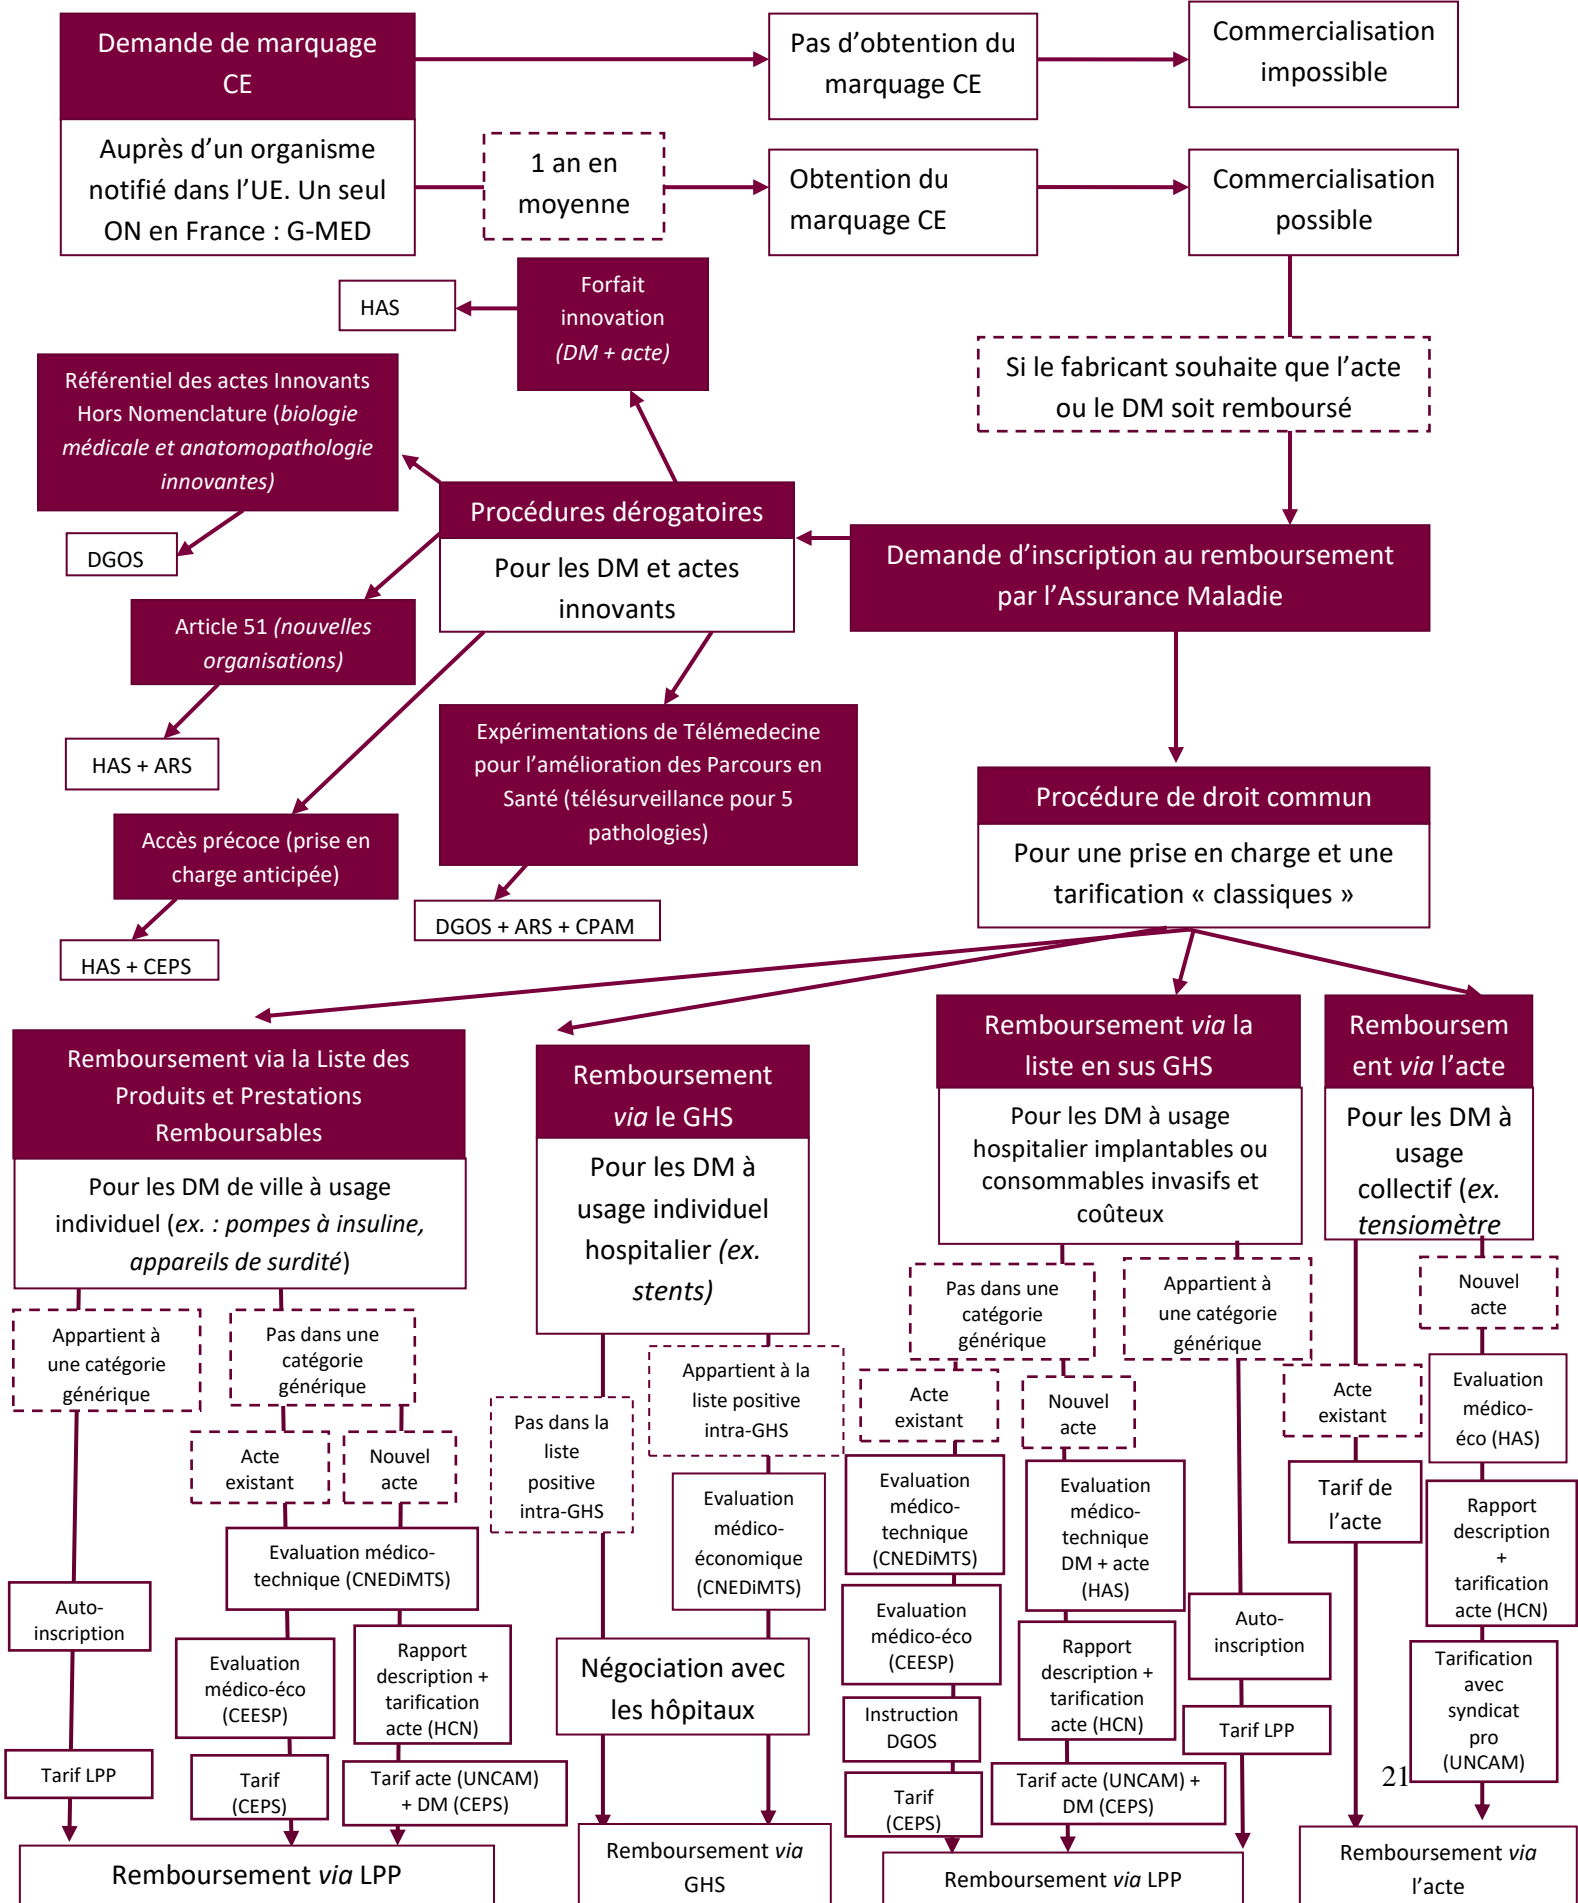 Demande de marquage
CE
Auprès d’un organisme
notifié dans l’UE. Un seul
ON en France : G-MED
1 an en
moyenne
Pas d’obtention du
marquage CE
Commercialisation
impossible
Obtention du
marquage CE
Commercialisation
possible
Si le fabricant souhaite que l’acte
ou le DM soit remboursé
Forfait
innovation
(DM + acte)
HAS
Référentiel des actes Innovants
Hors Nomenclature (biologie
médicale et anatomopathologie
innovantes)
DGOS
Procédures dérogatoires
Pour les DM et actes
innovants
Demande d’inscription au remboursement
par l’Assurance Maladie
Article 51 (nouvelles
organisations)
HAS + ARS
Expérimentations de Télémedecine
pour l’amélioration des Parcours en
Santé (télésurveillance pour 5
pathologies)
DGOS + ARS + CPAM
Accès précoce (prise en
charge anticipée)
HAS + CEPS
Procédure de droit commun
Pour une prise en charge et une
tarification « classiques »
Remboursement via la Liste des
Produits et Prestations
Remboursables
Pour les DM de ville à usage
individuel (ex. : pompes à insuline,
appareils de surdité)
Appartient à
une catégorie
générique
Auto-
inscription
Tarif LPP
Pas dans une
catégorie
générique
Acte
existant
Nouvel
acte
Evaluation médico-
technique (CNEDiMTS)
Evaluation
médico-éco
(CEESP)
Tarif
(CEPS)
Rapport
description +
tarification
acte (HCN)
Tarif acte (UNCAM)
+ DM (CEPS)
Remboursement via LPP
Remboursement
via le GHS
Pour les DM à
usage individuel
hospitalier (ex.
stents)
Pas dans la
liste
positive
intra-GHS
Appartient à la
liste positive
intra-GHS
Evaluation
médico-
économique
(CNEDiMTS)
Négociation avec
les hôpitaux
Remboursement via
GHS
Remboursement via la
liste en sus GHS
Pour les DM à usage
hospitalier implantables ou
consommables invasifs et
coûteux
Pas dans une
catégorie
générique
Acte
existant
Evaluation
médico-
technique
(CNEDiMTS)
Evaluation
médico-éco
(CEESP)
Instruction
DGOS
Tarif
(CEPS)
Nouvel
acte
Evaluation
médico-
technique
DM + acte
(HAS)
Rapport
description +
tarification
acte (HCN)
Tarif acte (UNCAM) +
DM (CEPS)
Appartient à
une catégorie
générique
Auto-
inscription
Tarif LPP
Remboursement via LPP
Remboursem
ent via l’acte
Pour les DM à
usage
collectif (ex.
tensiomètre
Acte
existant
Tarif de
l’acte
Nouvel
acte
Evaluation
médico-
éco (HAS)
Rapport
description
+
tarification
acte (HCN)
Tarification
avec
syndicat
pro
(UNCAM)
21
Remboursement via
l’acte